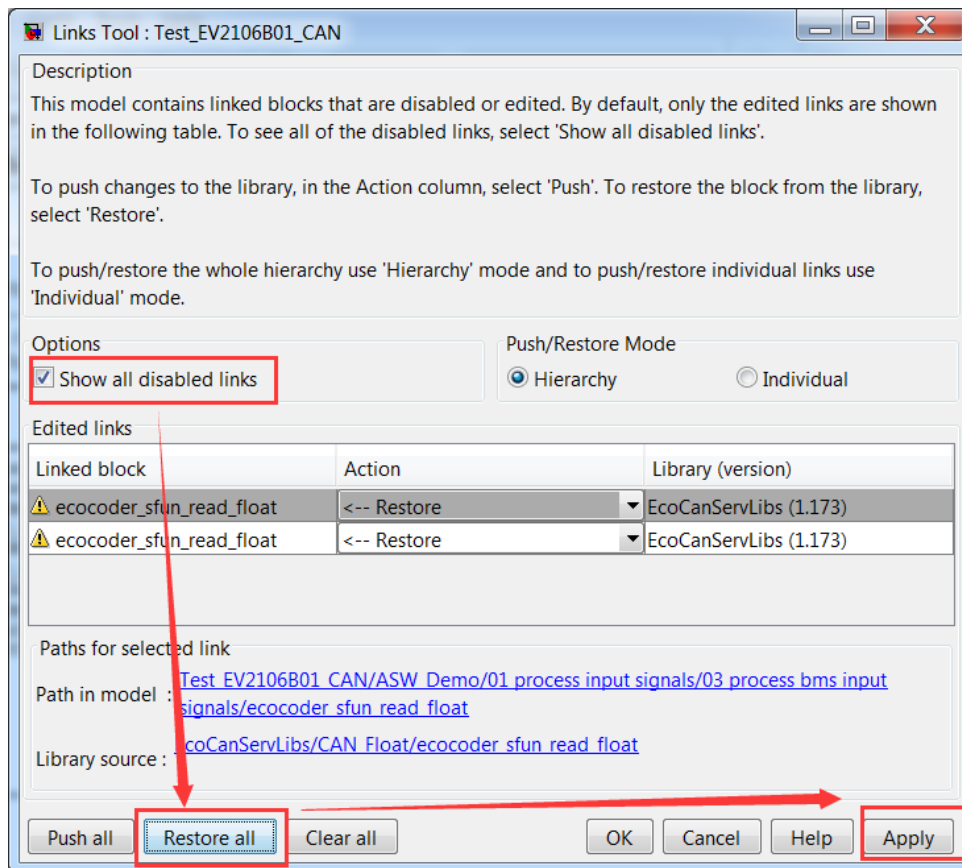 Links Tool : Test_EV2106B01_CAN
Description
This model contains linked blocks that are disabled or edited. By default, only the edited links are shown
in the following table. To see all of the disabled links, select 'Show all disabled links'.
To push changes to the library, in the Action column, select 'Push'. To restore the block from the library,
select 'Restore'.
To push/restore the whole hierarchy use 'Hierarchy' mode and to push/restore individual links use
'Individual' mode.
Options
Push/Restore Mode
Show all disabled links
Hierarchy
Individual
Edited links
Linked block Action Library (version)
ecocoder_sfun_read_float <-- Restore EcoCanServLibs (1.173)
ecocoder_sfun_read_float <-- Restore EcoCanServLibs (1.173)
Paths for selected link
Path in model : Test_EV2106B01_CAN/ASW_Demo/01 process input signals/03 process bms input
signals/ecocoder_sfun_read_float
Library source : EcoCanServLibs/CAN_Float/ecocoder_sfun_read_float
Push all Restore all Clear all OK Cancel Help Apply